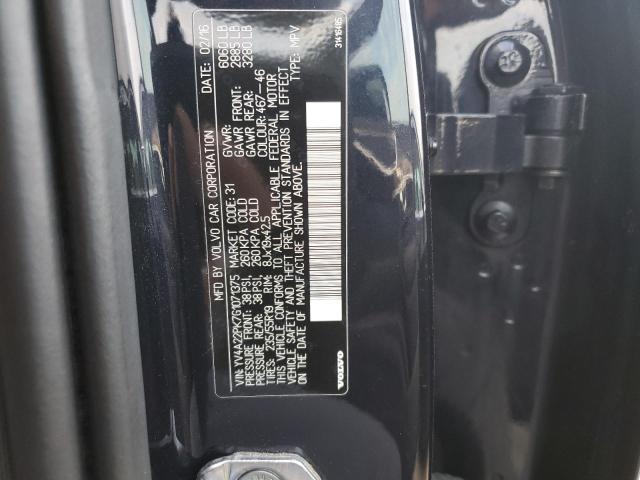 MFD BY VOLVO CAR CORPORATION DATE: 02/16
GVWR: 6060 LB
GAWR FRONT: 2885 LB
GAWR REAR: 3280 LB
VIN: YV4A22PK7G1071375 MARKET CODE: 31 COLOUR: 467-46
PRESSURE FRONT: 38 PSI, 260 KPA COLD
PRESSURE REAR: 38 PSI, 260 KPA COLD
TIRES: 235/55R19 RIM: 8Jx19x42.5 TYPE: MPV
THIS VEHICLE CONFORMS TO ALL APPLICABLE FEDERAL MOTOR
VEHICLE SAFETY AND THEFT PREVENTION STANDARDS IN EFFECT
ON DATE OF MANUFACTURE SHOWN ABOVE.
VOLVO 31416485